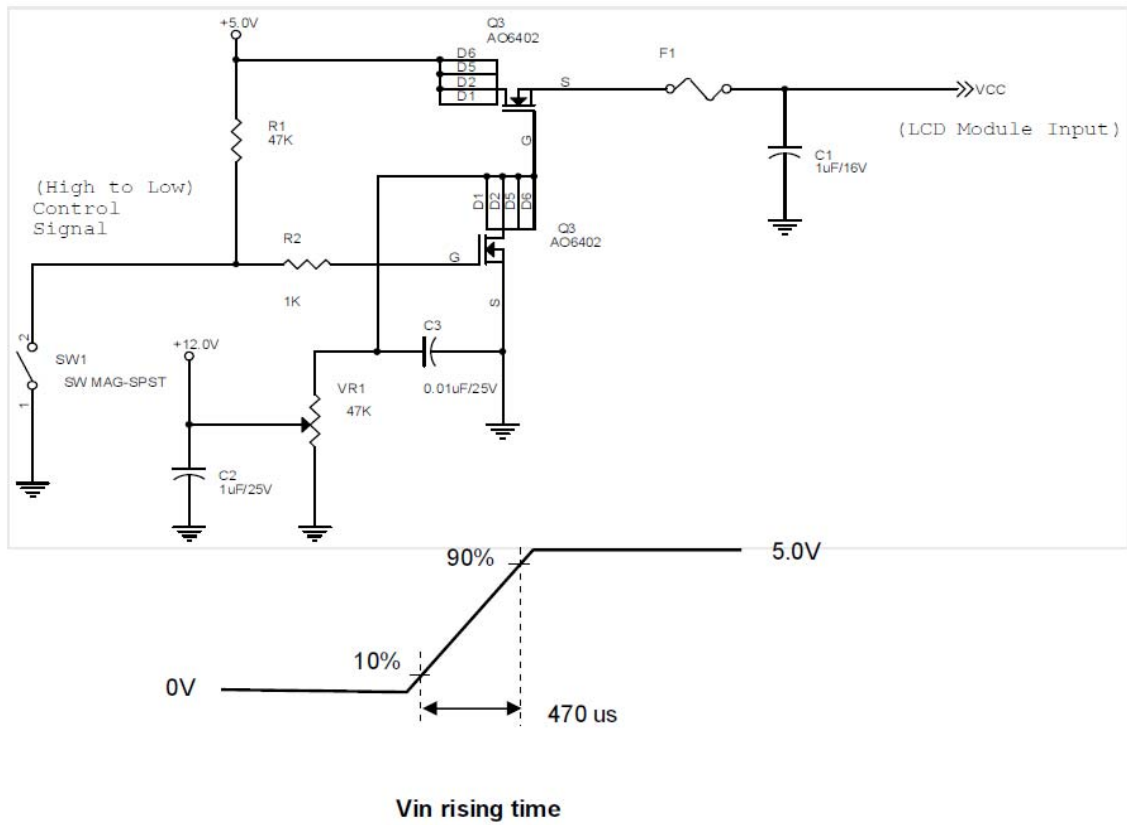 +5.0V
Q3
AO6402
D6
D5
D2
D1
S
G
F1
VCC
(LCD Module Input)
R1
47K
C1
1uF/16V
(High to Low)
Control
Signal
D1
D2
D5
D6
Q3
AO6402
R2
G
1K
S
2
SW1
SW MAG-SPST
1
+12.0V
C3
0.01uF/25V
VR1
47K
C2
1uF/25V
90%
5.0V
10%
0V
470 us
Vin rising time